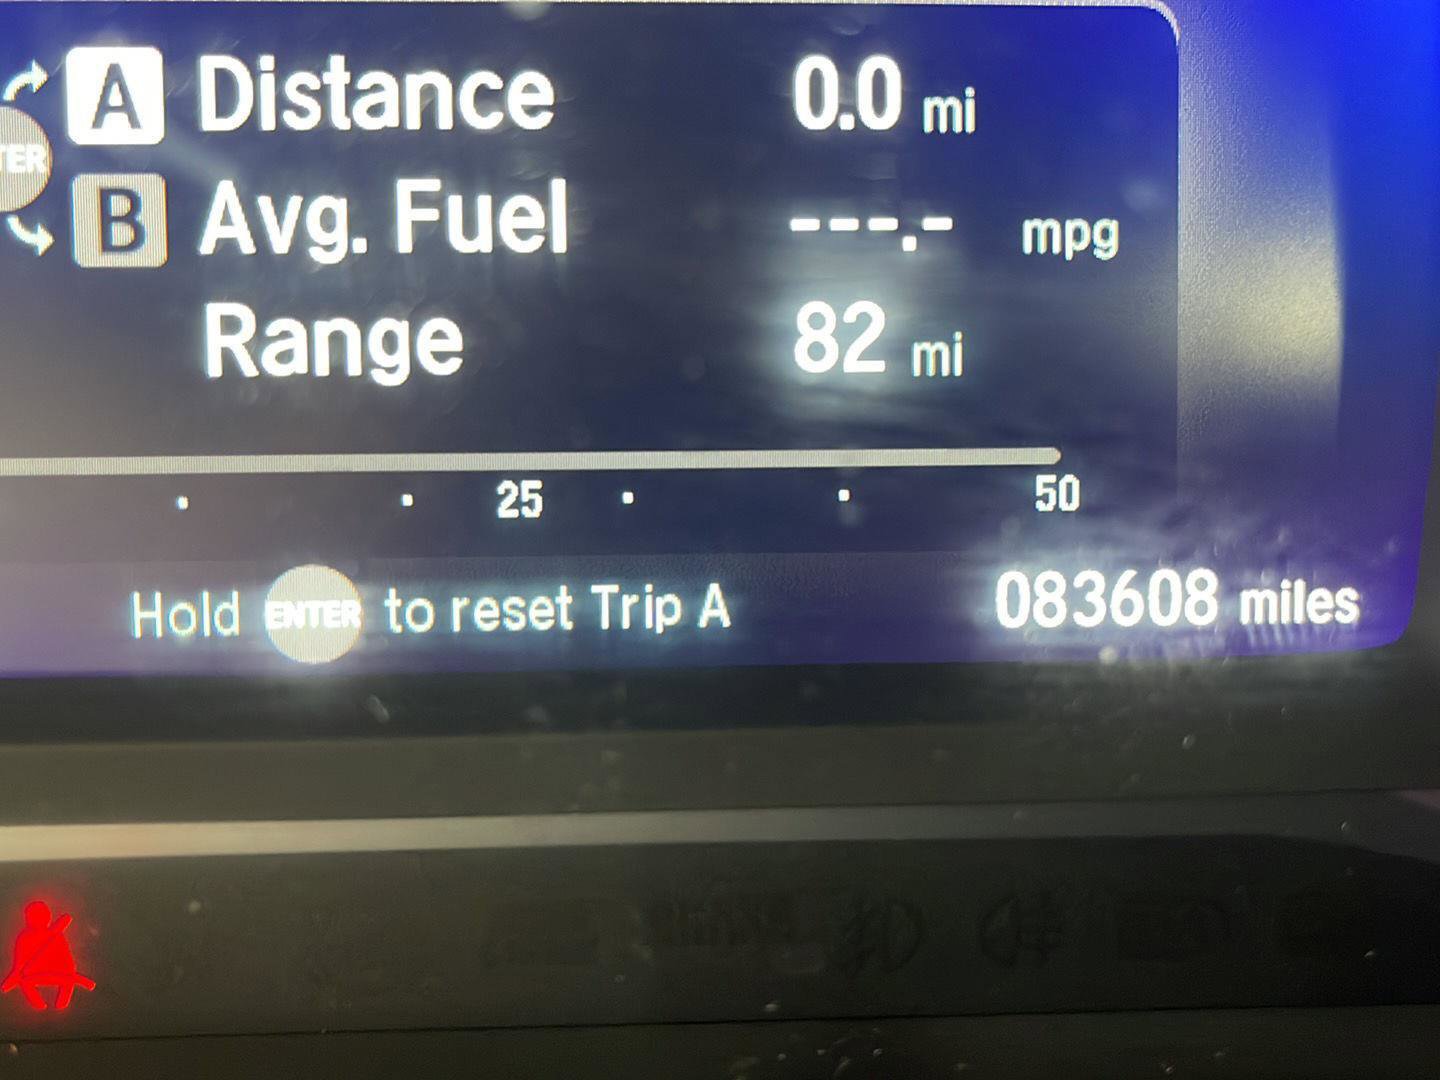 A Distance 0.0 mi
ENTER
B Avg. Fuel ---.- mpg
Range 82 mi
25 50
Hold ENTER to reset Trip A 083608 miles